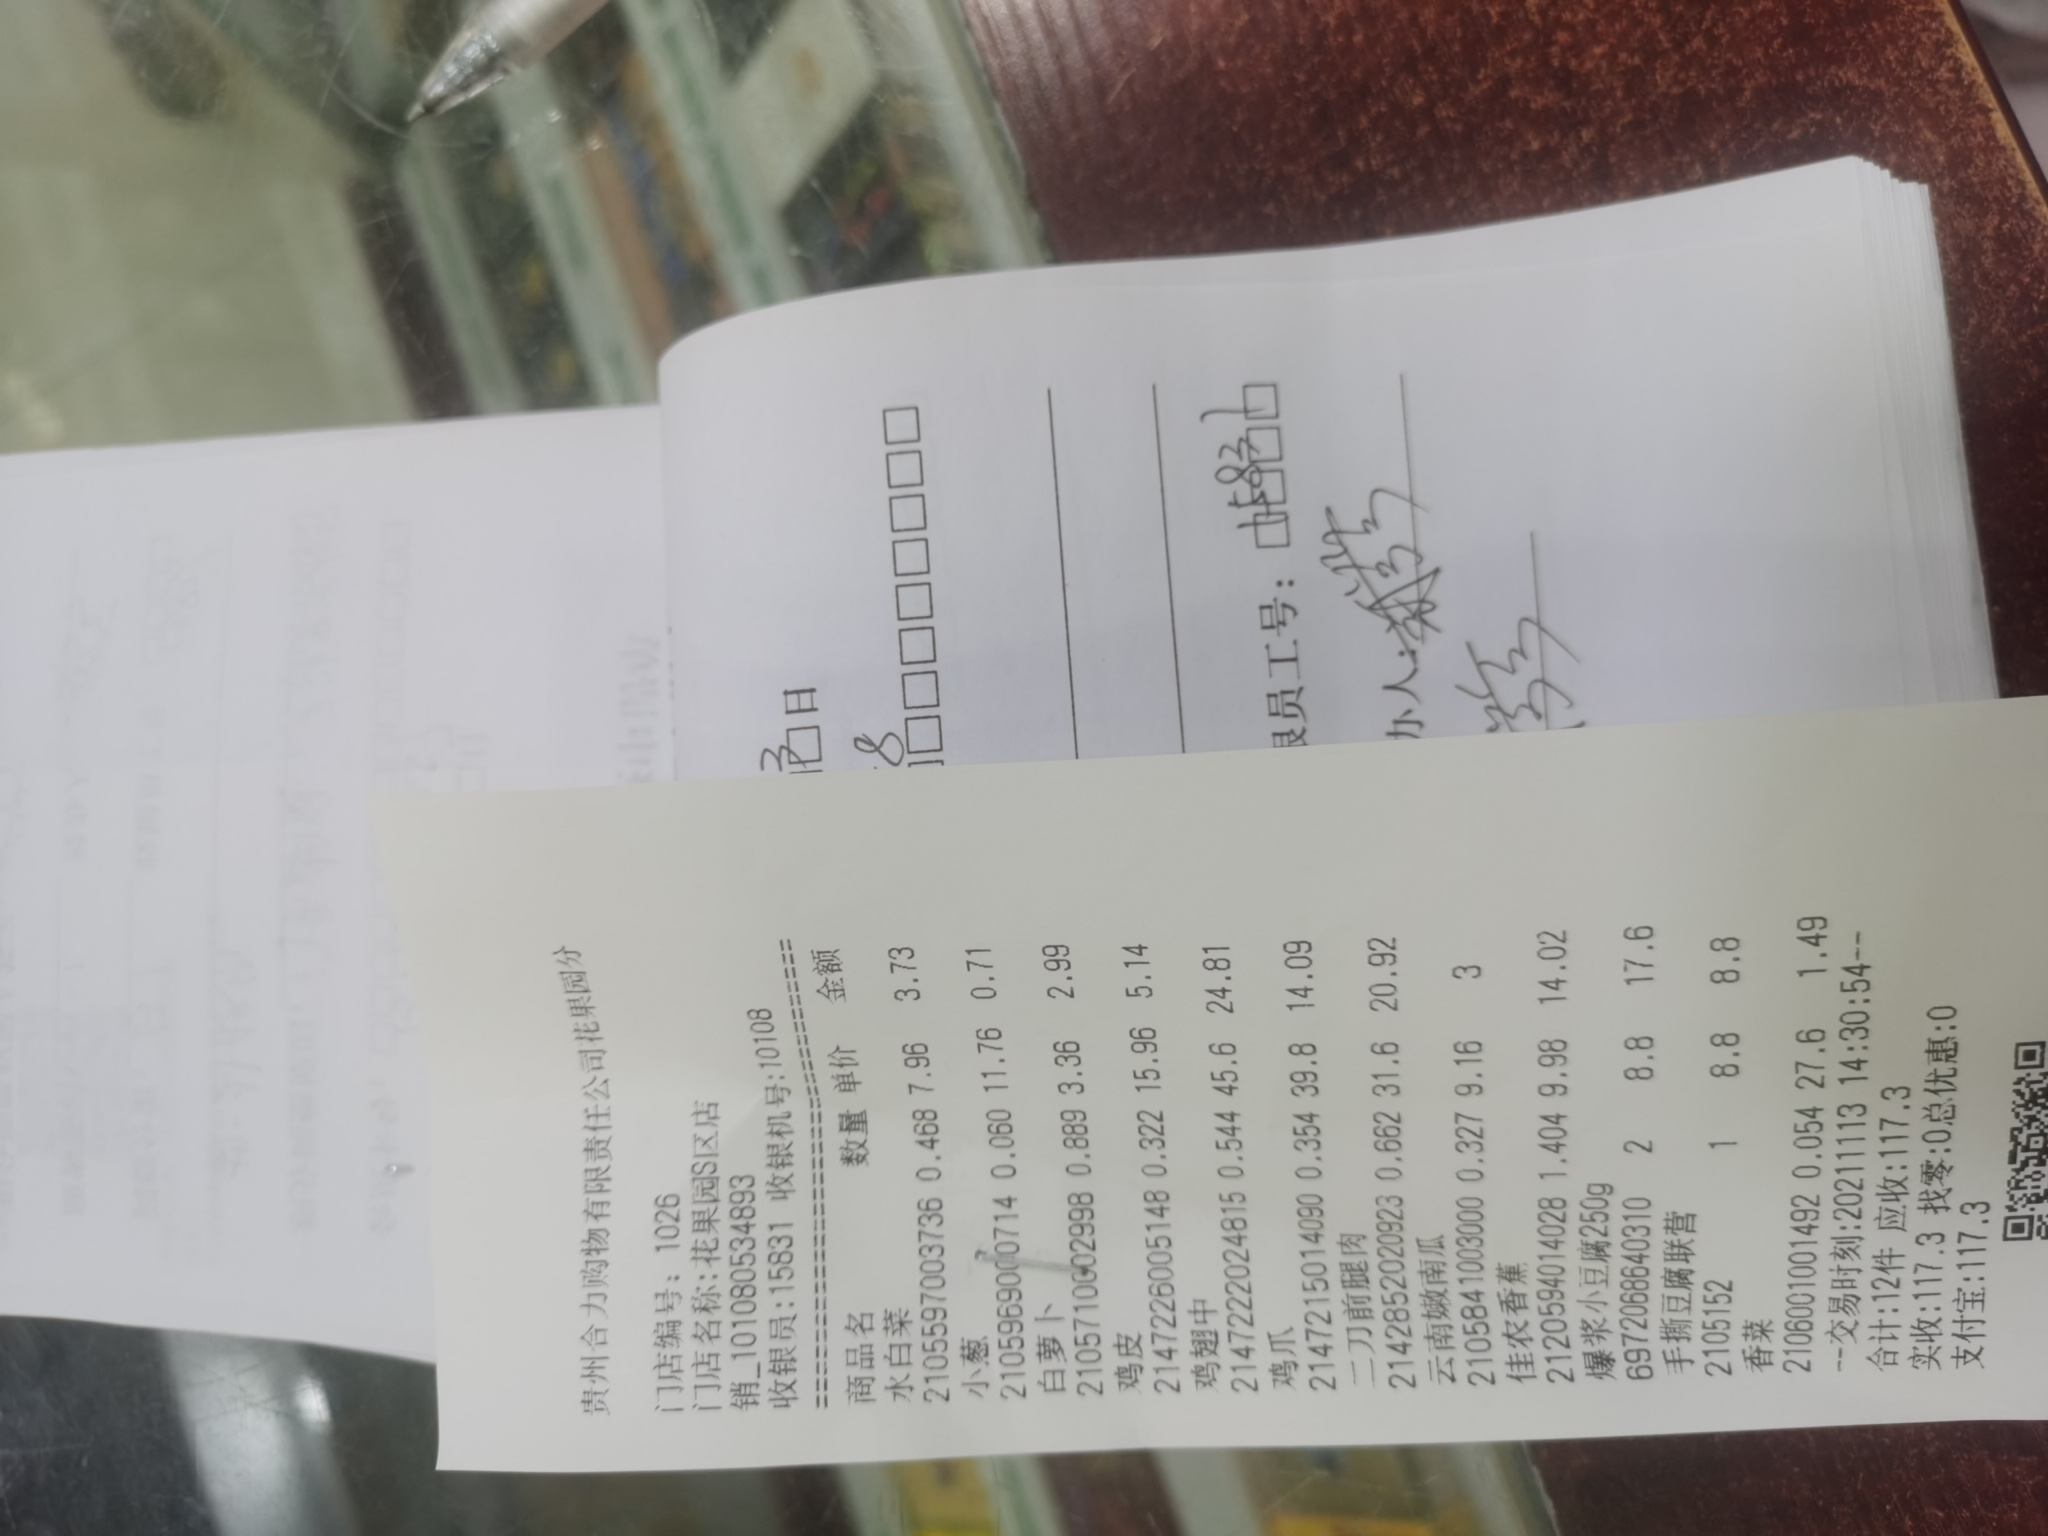 贵州合力购物有限责任公司花果园分
门店编号: 1026
门店名称:花果园S区店
销_101080534893
收银员:15831 收银机号:10108
==================================
商品名 数量 单价 金额
水白菜
2105597003736 0.468 7.96 3.73
小葱
2105969000714 0.060 11.76 0.71
白萝卜
2105710002998 0.889 3.36 2.99
鸡皮
2147226005148 0.322 15.96 5.14
鸡翅中
2147222024815 0.544 45.6 24.81
鸡爪
2147215014090 0.354 39.8 14.09
二刀前腿肉
2142852020923 0.662 31.6 20.92
云南嫩南瓜
2105841003000 0.327 9.16 3
佳农香蕉
2120594014028 1.404 9.98 14.02
爆浆小豆腐250g
6972068640310 2 8.8 17.6
手撕豆腐联营
2105152 1 8.8 8.8
香菜
2106001001492 0.054 27.6 1.49
--交易时刻:20211113 14:30:54--
合计:12件 应收:117.3
实收:117.3 找零:0总优惠:0
支付宝:117.3
日
8
员工号:
办人: